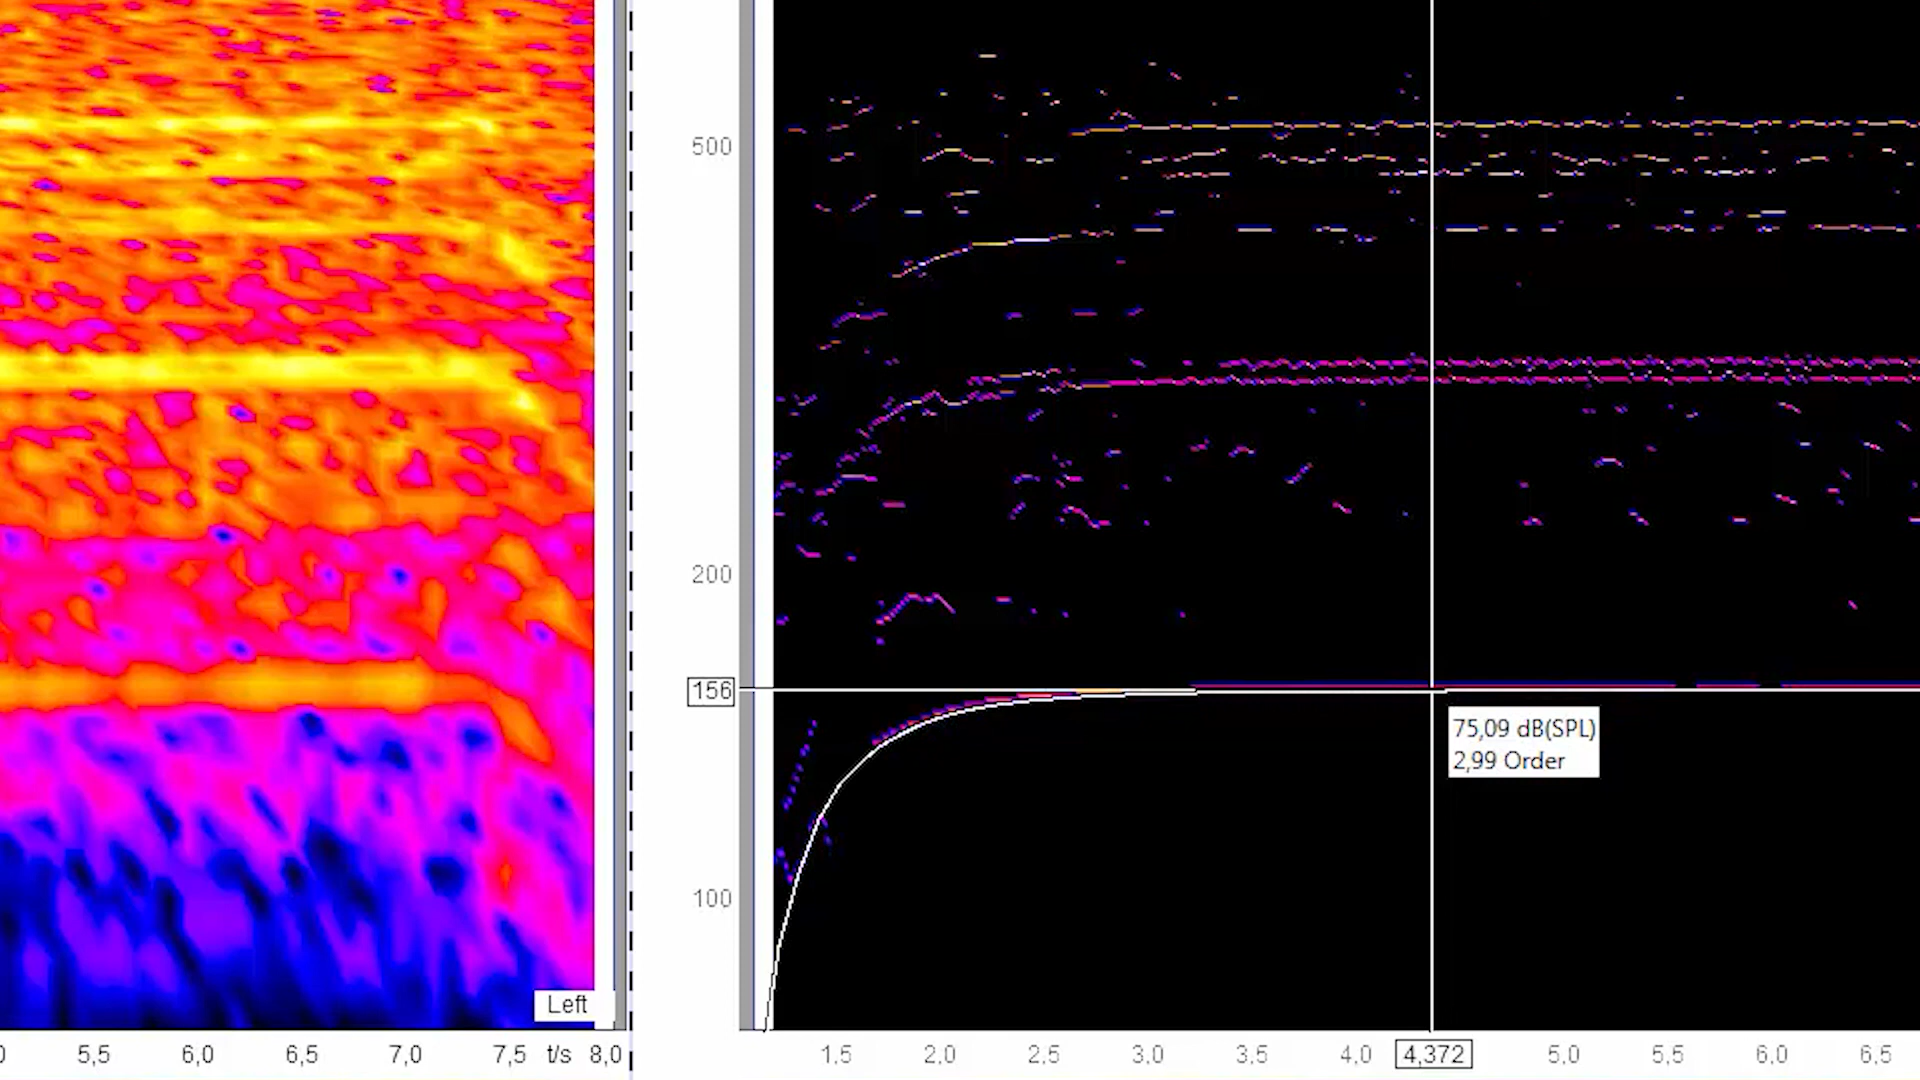 500
200
156
75,09 dB(SPL)
2,99 Order
100
Left
0 5,5 6,0 6,5 7,0 7,5 t/s 8,0
1,5 2,0 2,5 3,0 3,5 4,0 4,372 5,0 5,5 6,0 6,5